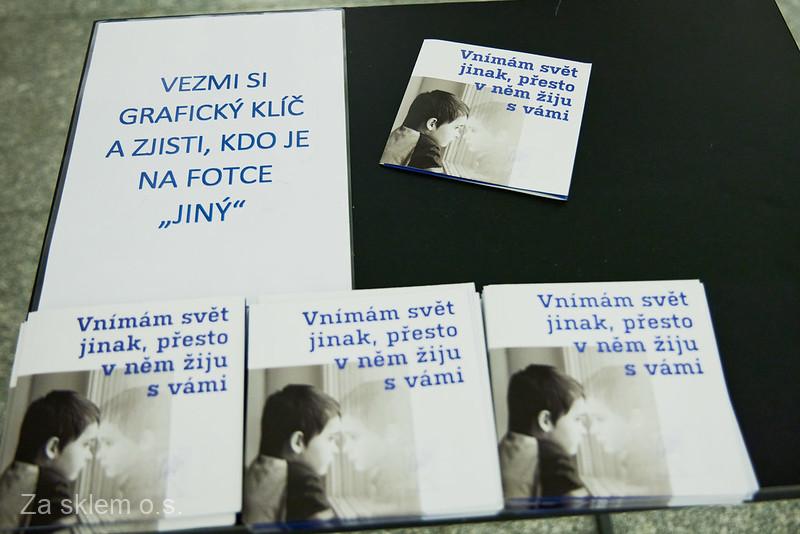 VEZMI SI
GRAFICKÝ KLÍČ
A ZJISTI, KDO JE
NA FOTCE
„JINÝ“
Vnímám svět
jinak, přesto
v něm žiju
s vámi
Vnímám svět
jinak, přesto
v něm žiju
s vámi
Vnímám svět
jinak, přesto
v něm žiju
s vámi
Vnímám svět
jinak, přesto
v něm žiju
s vámi
Za sklem o.s.